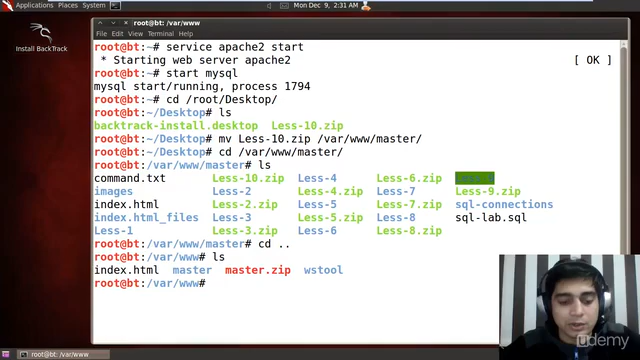 Applications Places System
Mon Dec 9, 2:31 AM
Install BackTrack
root@bt: /var/www
File Edit View Terminal Help
root@bt:~# service apache2 start
* Starting web server apache2 [ OK ]
root@bt:~# start mysql
mysql start/running, process 1794
root@bt:~# cd /root/Desktop/
root@bt:~/Desktop# ls
backtrack-install.desktop Less-10.zip
root@bt:~/Desktop# mv Less-10.zip /var/www/master/
root@bt:~/Desktop# cd /var/www/master/
root@bt:/var/www/master# ls
command.txt Less-10.zip Less-4 Less-6.zip
images Less-2 Less-4.zip Less-7 Less-9.zip
index.html Less-2.zip Less-5 Less-7.zip sql-connections
index.html_files Less-3 Less-5.zip Less-8 sql-lab.sql
Less-1 Less-3.zip Less-6 Less-8.zip
root@bt:/var/www/master# cd ..
root@bt:/var/www# ls
index.html master master.zip wstool
root@bt:/var/www#
root@bt: /var/www
udemy